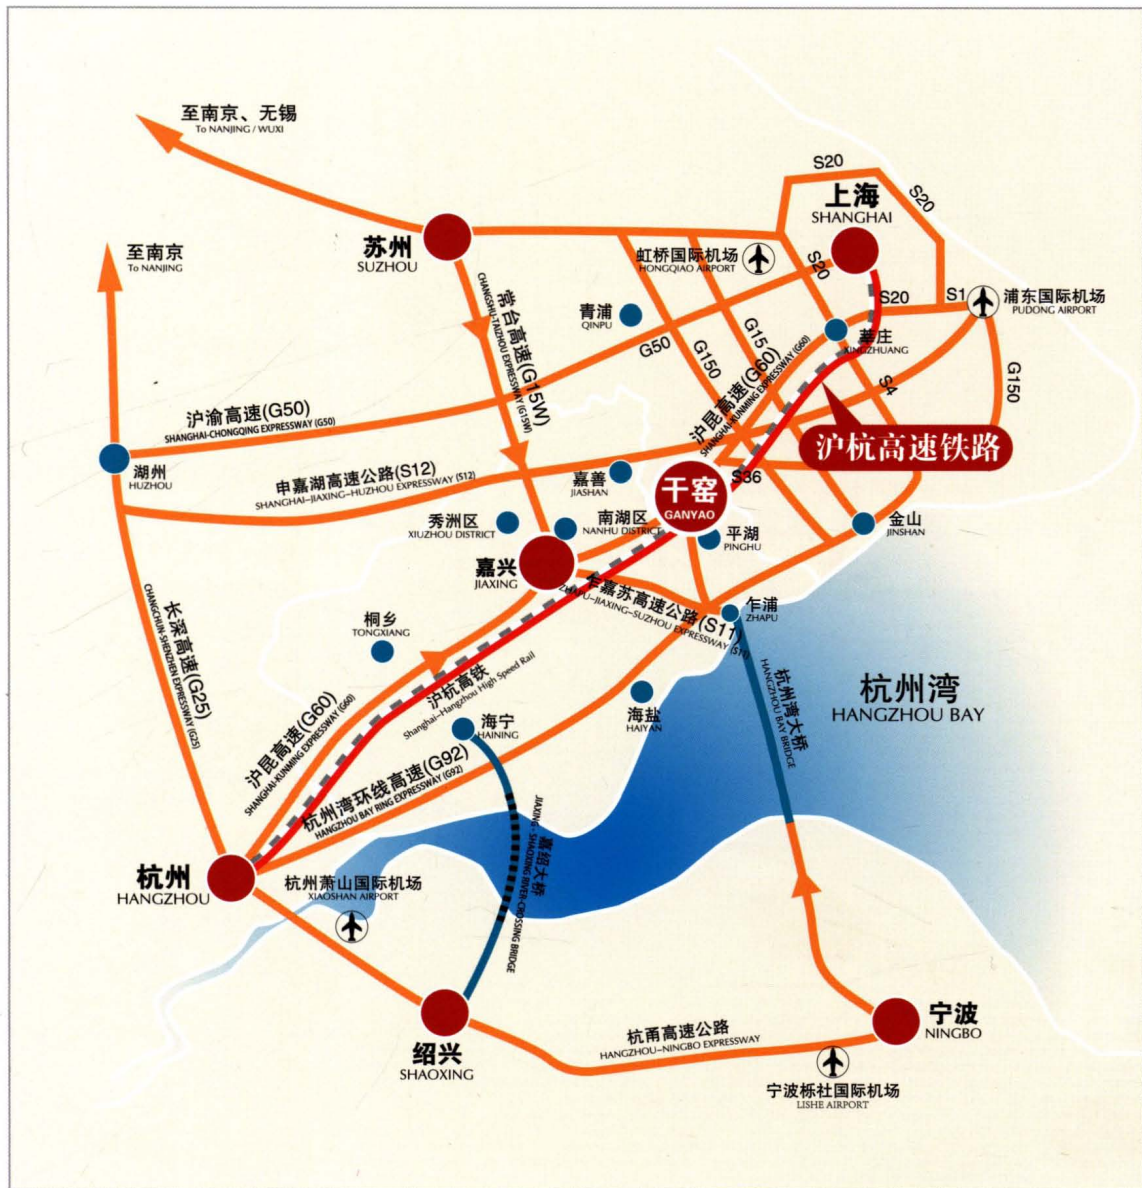 至南京、无锡
To NANJING / WUXI
S20
S20
上海
SHANGHAI
至南京
To NANJING
苏州
SUZHOU
虹桥国际机场
HONGQIAO AIRPORT
S20
S20
S1
浦东国际机场
PUDONG AIRPORT
常台高速(G15W)
CHANGSHU-TAIZHOU EXPRESSWAY (G15W)
青浦
QINPU
G50
G150
G15
沪昆高速(G60)
SHANGHAI-KUNMING EXPRESSWAY (G60)
莘庄
XINGZHUANG
S4
G150
沪渝高速(G50)
SHANGHAI-CHONGQING EXPRESSWAY (G50)
沪杭高速铁路
湖州
HUZHOU
申嘉湖高速公路(S12)
SHANGHAI-JIAXING-HUZHOU EXPRESSWAY (S12)
嘉善
JIASHAN
干窑
GANYAO
S36
秀洲区
XIUZHOU DISTRICT
南湖区
NANHU DISTRICT
平湖
PINGHU
金山
JINSHAN
嘉兴
JIAXING
乍嘉苏高速公路(S11)
ZHAPU-JIAXING-SUZHOU EXPRESSWAY (S11)
乍浦
ZHAPU
长深高速(G25)
CHANGCHUN-SHENZHEN EXPRESSWAY (G25)
桐乡
TONGXIANG
沪杭高铁
Shanghai-Hangzhou High Speed Rail
杭州湾大桥
HANGZHOU BAY BRIDGE
杭州湾
HANGZHOU BAY
沪昆高速(G60)
SHANGHAI-KUNMING EXPRESSWAY (G60)
海宁
HAINING
海盐
HAIYAN
杭州湾环线高速(G92)
HANGZHOU BAY RING EXPRESSWAY (G92)
嘉绍大桥
JIAXING - SHAOXING RIVER-CROSSING BRIDGE
杭州
HANGZHOU
杭州萧山国际机场
XIAOSHAN AIRPORT
绍兴
SHAOXING
杭甬高速公路
HANGZHOU-NINGBO EXPRESSWAY
宁波
NINGBO
宁波栎社国际机场
LISHE AIRPORT